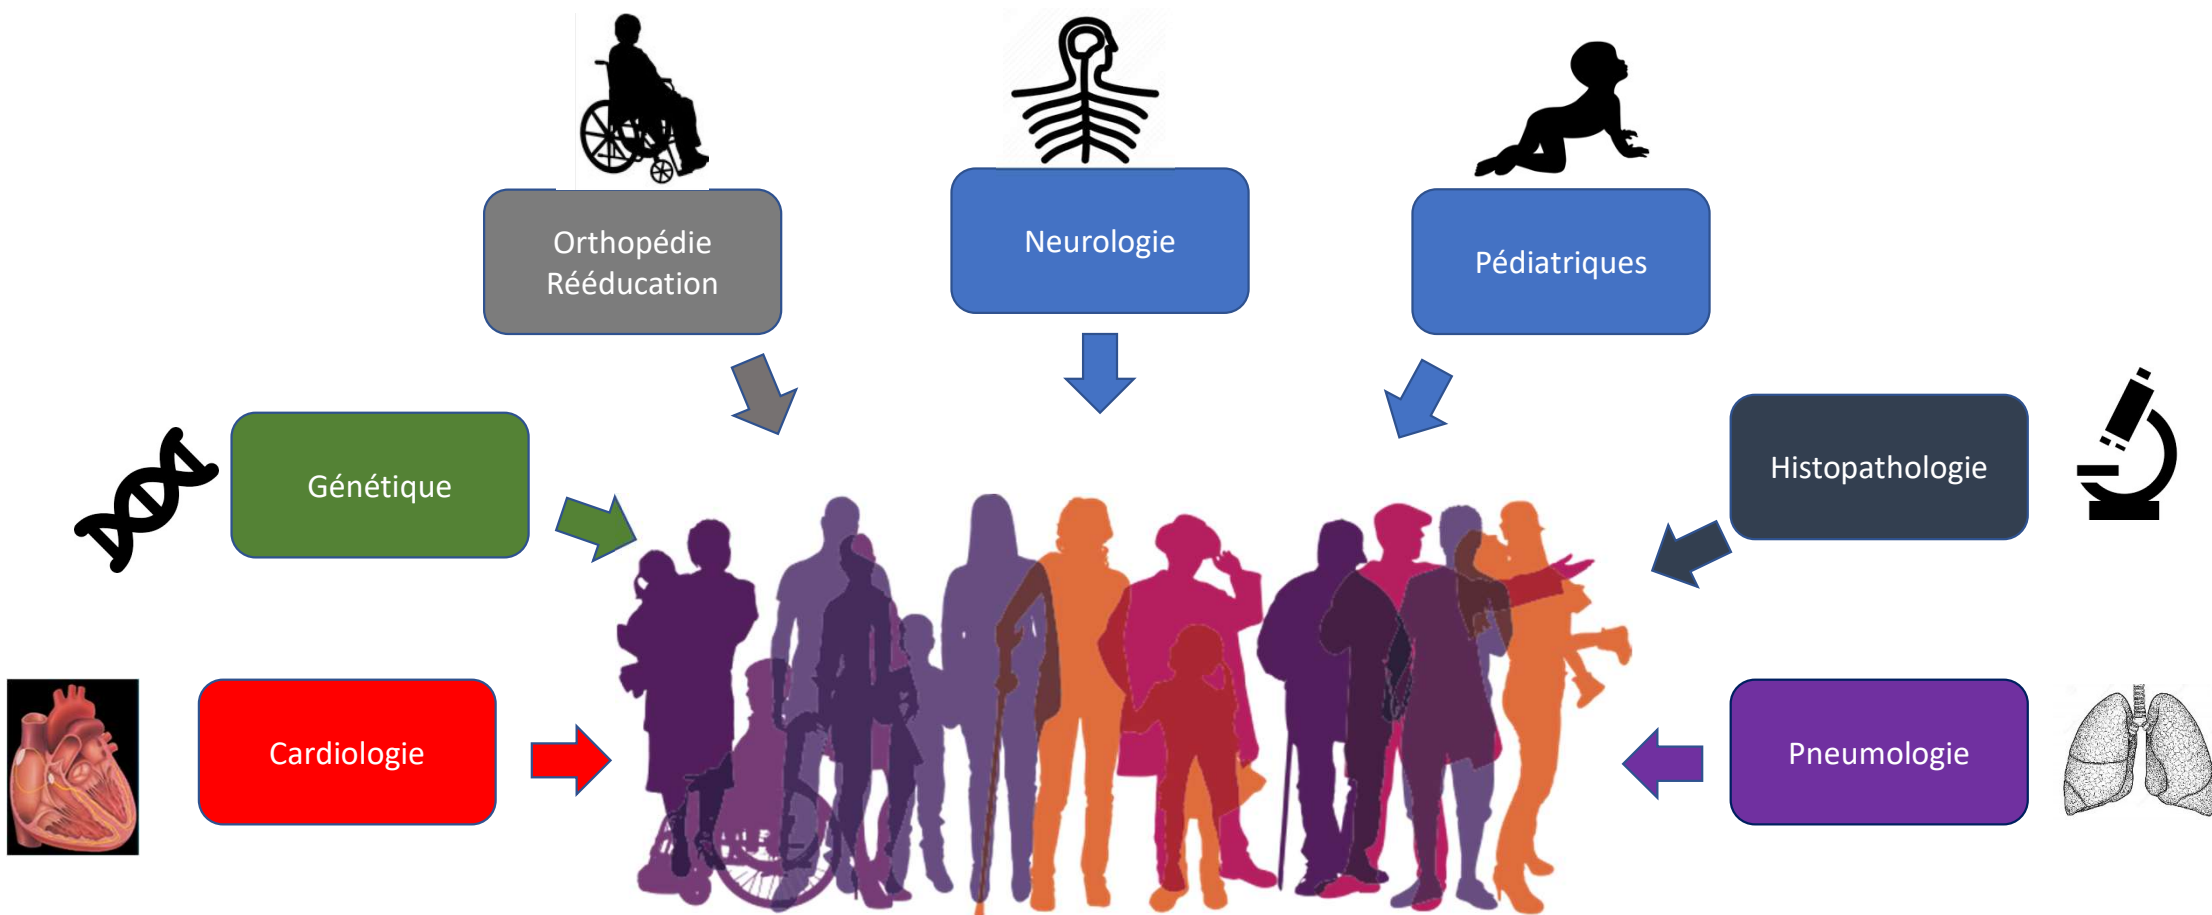 Orthopédie
Rééducation
Neurologie
Pédiatriques
Génétique
Histopathologie
Cardiologie
Pneumologie